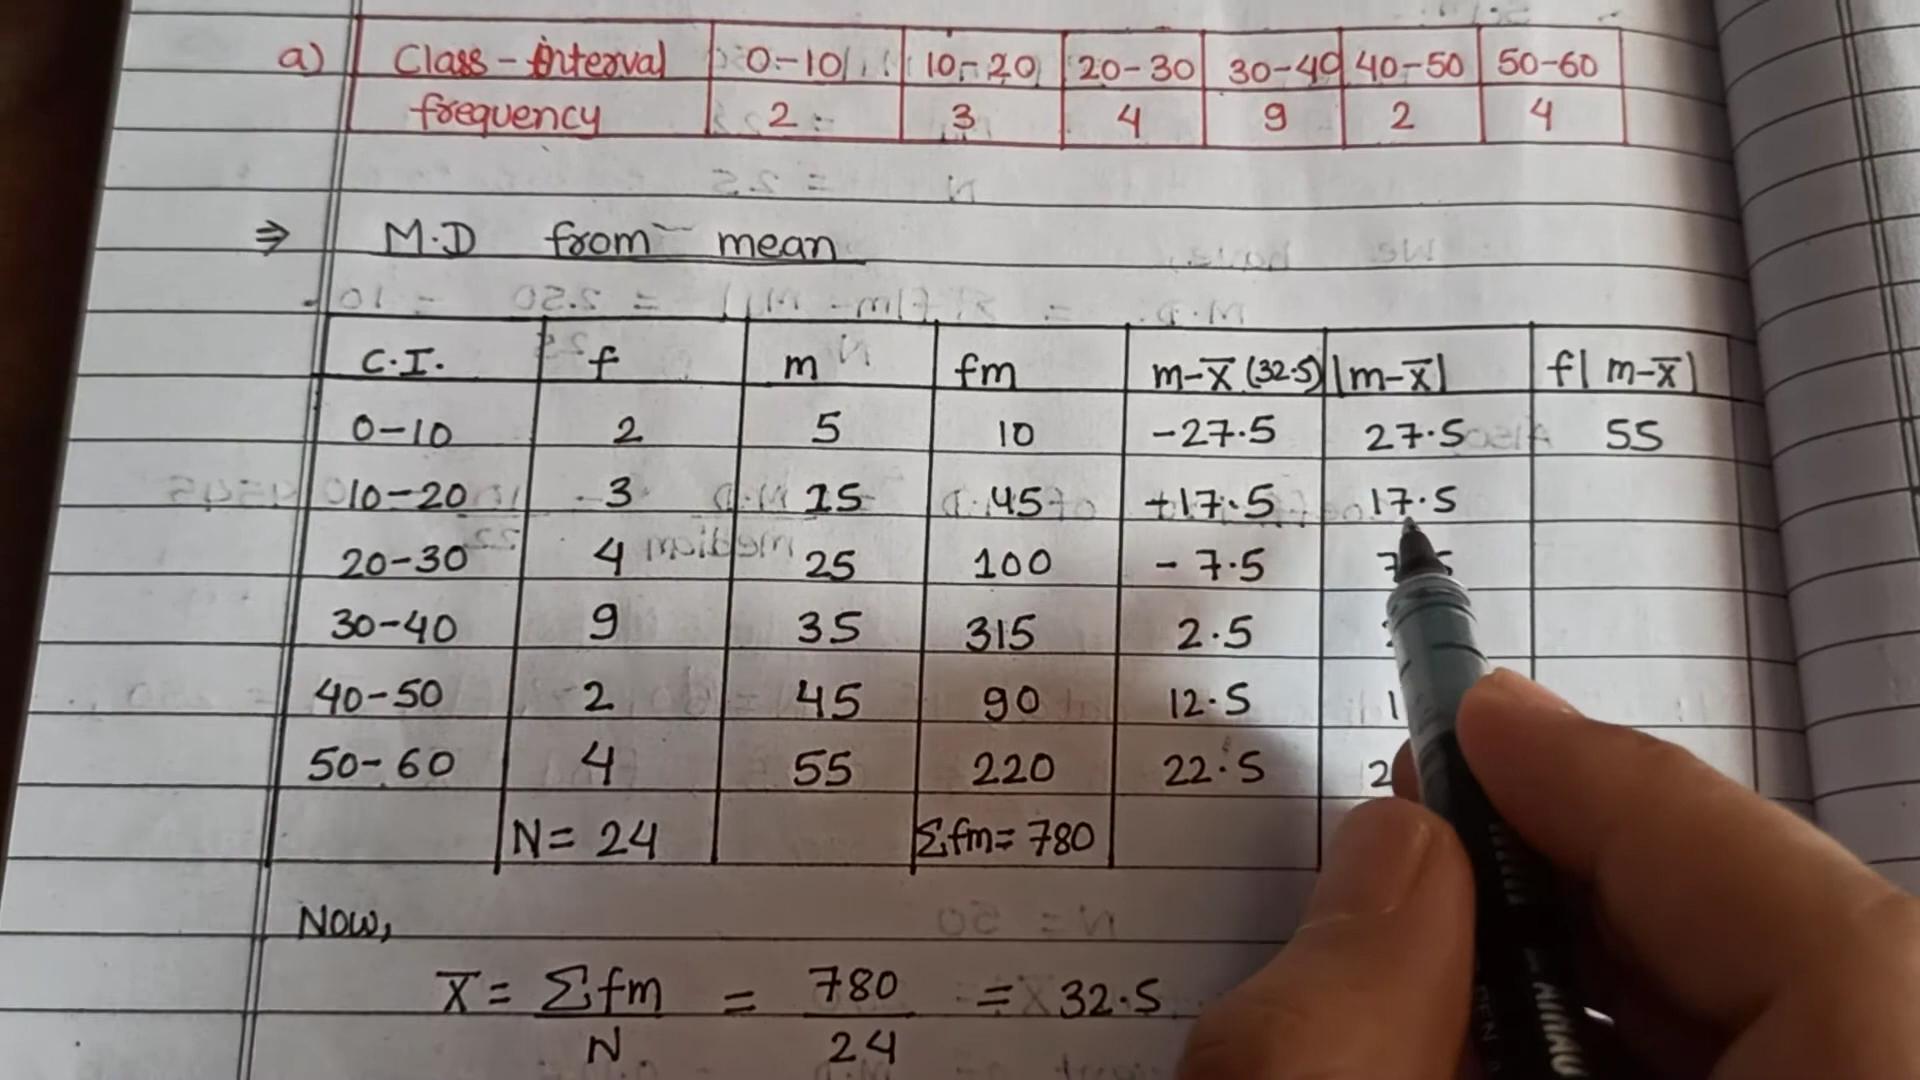 a) Class-interval 0-10 10-20 20-30 30-40 40-50 50-60
frequency 2 3 4 9 2 4
⇒ M.D from mean
C.I. f m fm m-x̄ (32.5) |m-x̄| f| m-x̄|
0-10 2 5 10 -27.5 27.5 55
10-20 3 15 45 +17.5 17.5
20-30 4 25 100 -7.5
30-40 9 35 315 2.5
40-50 2 45 90 12.5
50-60 4 55 220 22.5
N= 24 Σfm= 780
Now,
x̄ = Σfm/N = 780/24 = 32.5